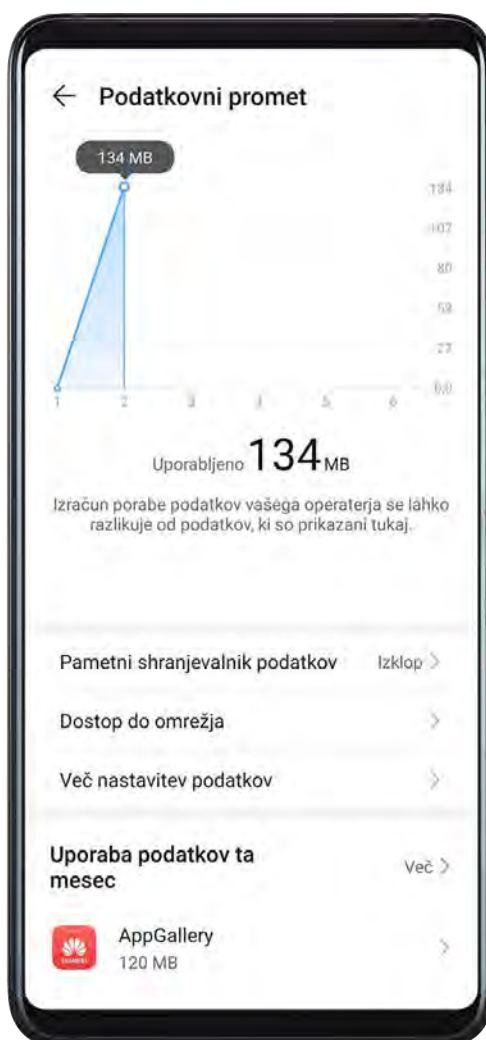 Podatkovni promet
134 MB
134
107
80
53
27
0,0
1 2 3 4 5 6
Uporabljeno 134 MB
Izračun porabe podatkov vašega operaterja se lahko
razlikuje od podatkov, ki so prikazani tukaj.
Pametni shranjevalnik podatkov Izklop
Dostop do omrežja
Več nastavitev podatkov
Uporaba podatkov ta
mesec
Več
HUAWEI
AppGallery
120 MB